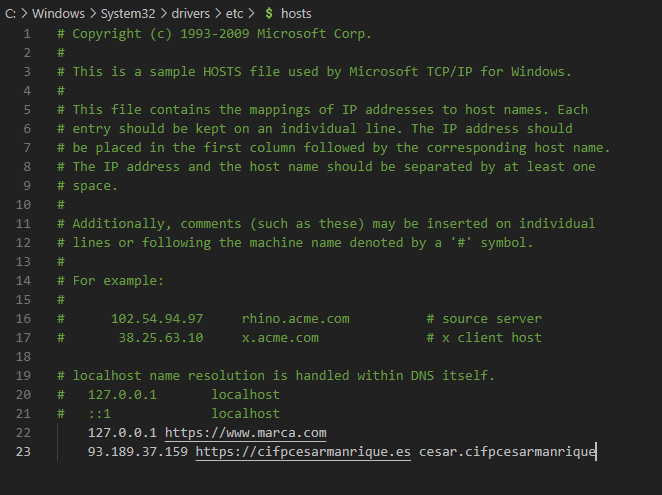 C: > Windows > System32 > drivers > etc > $ hosts
1 # Copyright (c) 1993-2009 Microsoft Corp.
2 #
3 # This is a sample HOSTS file used by Microsoft TCP/IP for Windows.
4 #
5 # This file contains the mappings of IP addresses to host names. Each
6 # entry should be kept on an individual line. The IP address should
7 # be placed in the first column followed by the corresponding host name.
8 # The IP address and the host name should be separated by at least one
9 # space.
10 #
11 # Additionally, comments (such as these) may be inserted on individual
12 # lines or following the machine name denoted by a '#' symbol.
13 #
14 # For example:
15 #
16 #      102.54.94.97     rhino.acme.com          # source server
17 #       38.25.63.10     x.acme.com              # x client host
18
19 # localhost name resolution is handled within DNS itself.
20 #   127.0.0.1       localhost
21 #   ::1             localhost
22     127.0.0.1 https://www.marca.com
23     93.189.37.159 https://cifpcesarmanrique.es cesar.cifpcesarmanrique